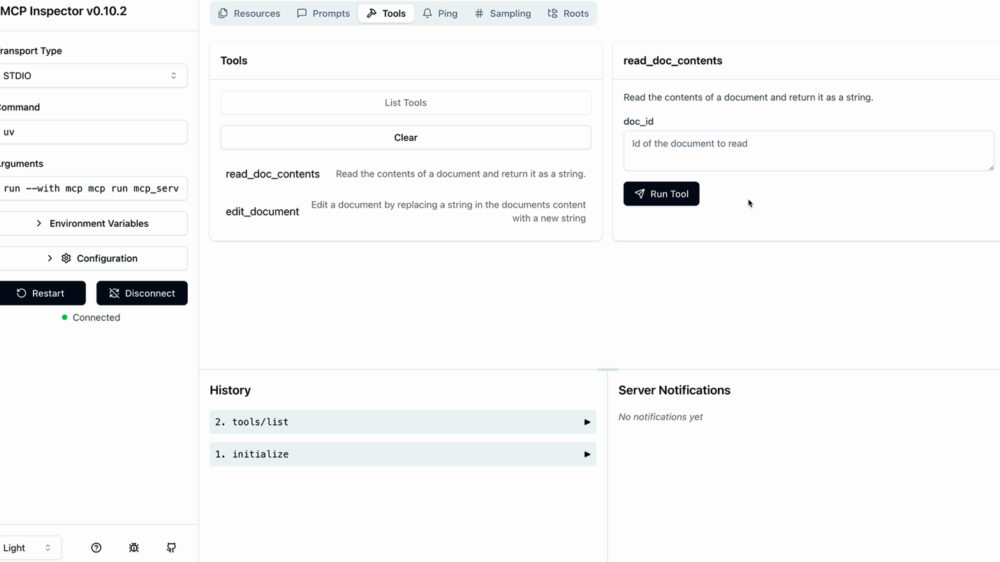 MCP Inspector v0.10.2
Resources
Prompts
Tools
Ping
Sampling
Roots
ransport Type
STDIO
ommand
uv
rguments
run --with mcp mcp run mcp_serv
Environment Variables
Configuration
Restart
Disconnect
Connected
Light
Tools
List Tools
Clear
read_doc_contents
Read the contents of a document and return it as a string.
edit_document
Edit a document by replacing a string in the documents content
with a new string
read_doc_contents
Read the contents of a document and return it as a string.
doc_id
Id of the document to read
Run Tool
History
2. tools/list
1. initialize
Server Notifications
No notifications yet